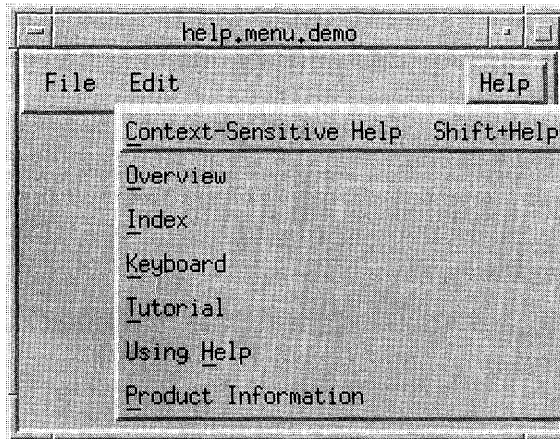 help.menu.demo
File Edit Help
Context-Sensitive Help Shift+Help
Overview
Index
Keyboard
Tutorial
Using Help
Product Information